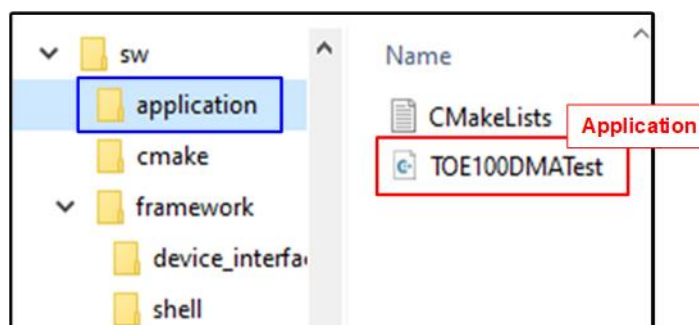 sw
application
cmake
framework
device_interfa
shell
Name
CMakeLists
Application
TOE100DMATest